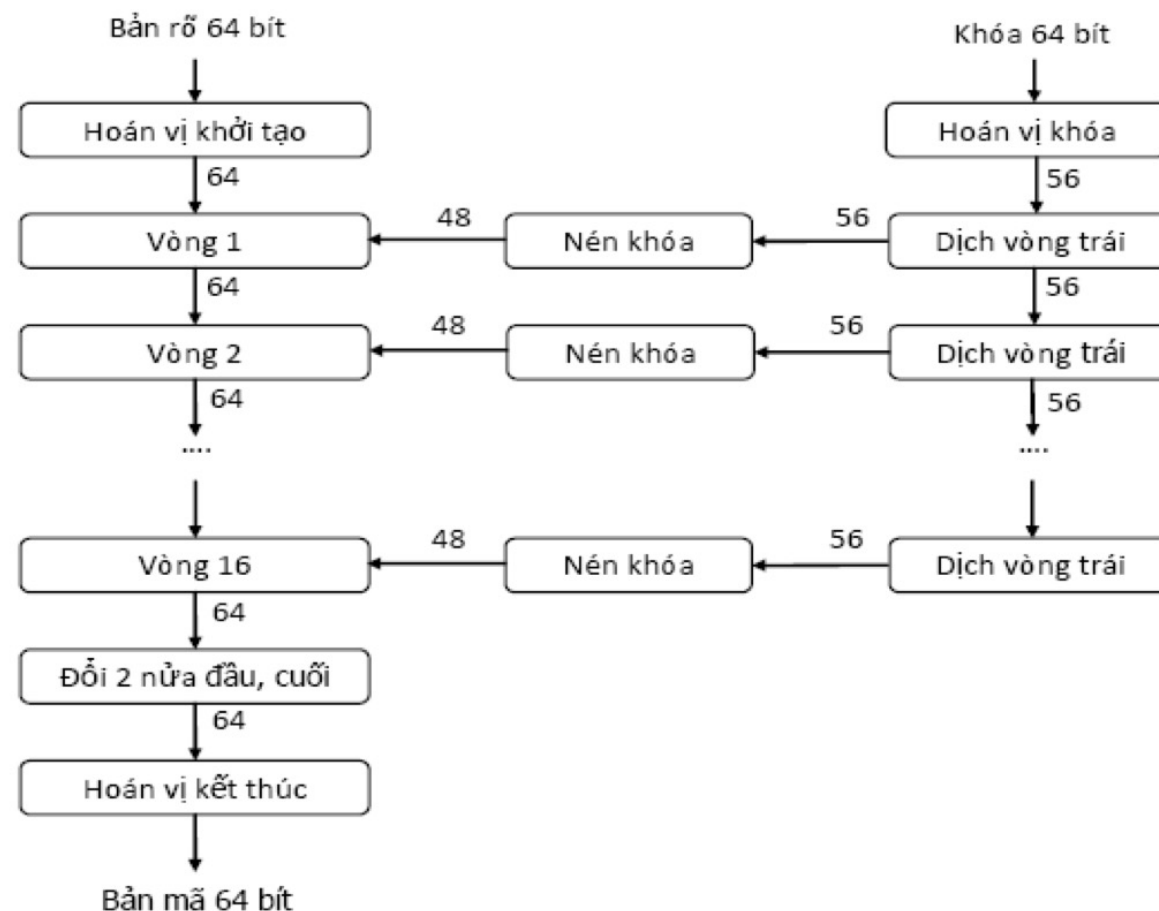 Bản rõ 64 bít
Khóa 64 bít
Hoán vị khởi tạo
Hoán vị khóa
64
56
Vòng 1
48
Nén khóa
56
Dịch vòng trái
64
56
Vòng 2
48
Nén khóa
56
Dịch vòng trái
64
56
....
....
Vòng 16
48
Nén khóa
56
Dịch vòng trái
64
Đổi 2 nửa đầu, cuối
64
Hoán vị kết thúc
Bản mã 64 bít